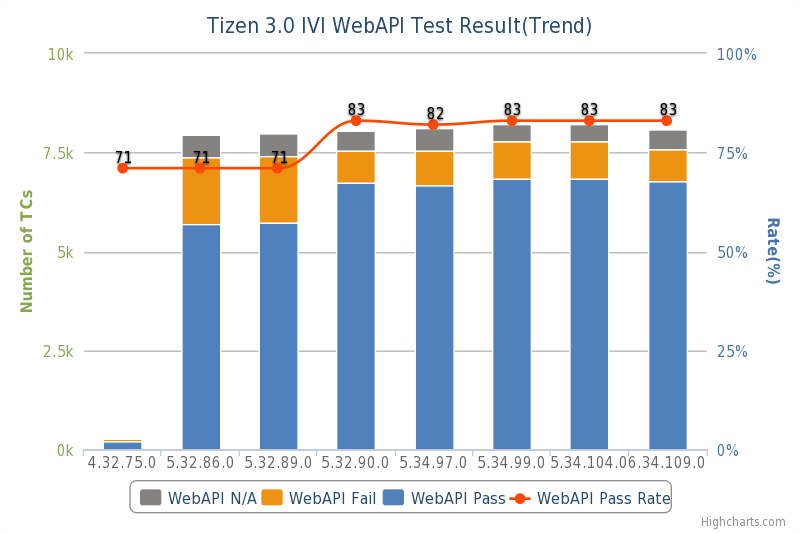 Tizen 3.0 IVI WebAPI Test Result(Trend)
10k
7.5k
5k
2.5k
0k
Number of TCs
100%
75%
50%
25%
0%
Rate(%)
71
71
71
83
82
83
83
83
4.32.75.0
5.32.86.0
5.32.89.0
5.32.90.0
5.34.97.0
5.34.99.0
5.34.104.0
6.34.109.0
WebAPI N/A
WebAPI Fail
WebAPI Pass
WebAPI Pass Rate
Highcharts.com